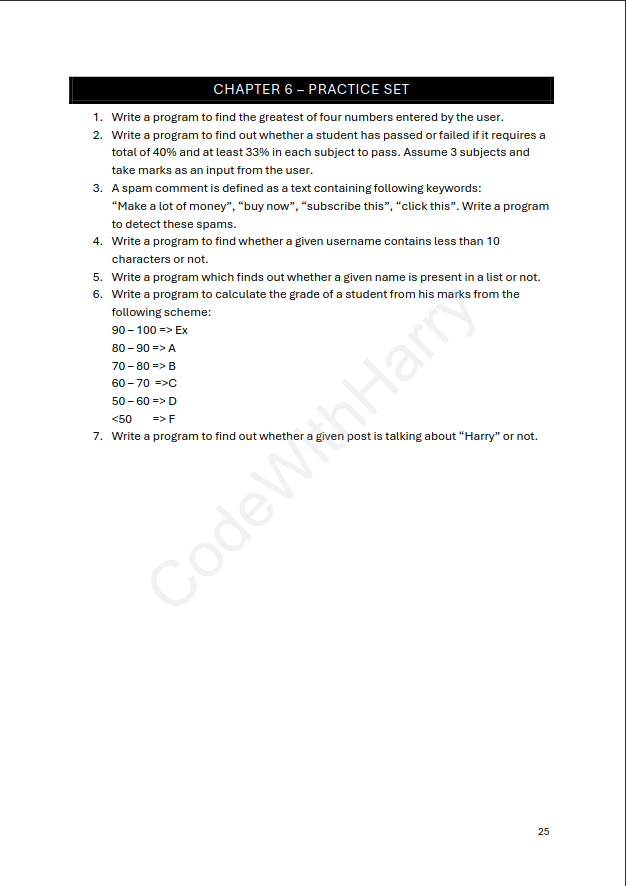 CHAPTER 6 – PRACTICE SET
1. Write a program to find the greatest of four numbers entered by the user.
2. Write a program to find out whether a student has passed or failed if it requires a
total of 40% and at least 33% in each subject to pass. Assume 3 subjects and
take marks as an input from the user.
3. A spam comment is defined as a text containing following keywords:
“Make a lot of money”, “buy now”, “subscribe this”, “click this”. Write a program
to detect these spams.
4. Write a program to find whether a given username contains less than 10
characters or not.
5. Write a program which finds out whether a given name is present in a list or not.
6. Write a program to calculate the grade of a student from his marks from the
following scheme:
90 – 100 => Ex
80 – 90 => A
70 – 80 => B
60 – 70 =>C
50 – 60 => D
<50 => F
7. Write a program to find out whether a given post is talking about “Harry” or not.
CodeWithHarry
25